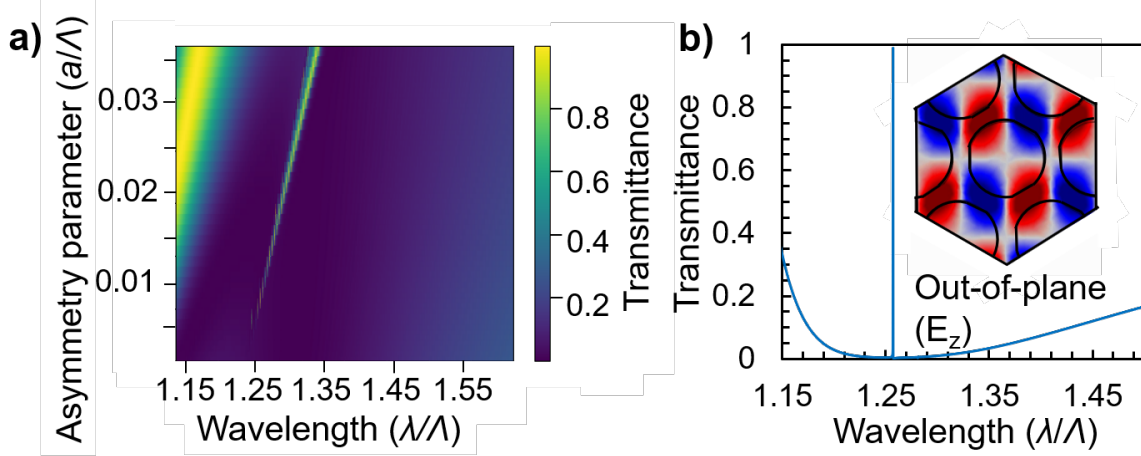 a)
Asymmetry parameter (a/Λ)
0.03
0.02
0.01
1.15 1.25 1.35 1.45 1.55
Wavelength (λ/Λ)
0.8
0.6
0.4
0.2
Transmittance
b)
Transmittance
1
0.8
0.6
0.4
0.2
0
1.15 1.25 1.35 1.45
Wavelength (λ/Λ)
Out-of-plane
(E_z)